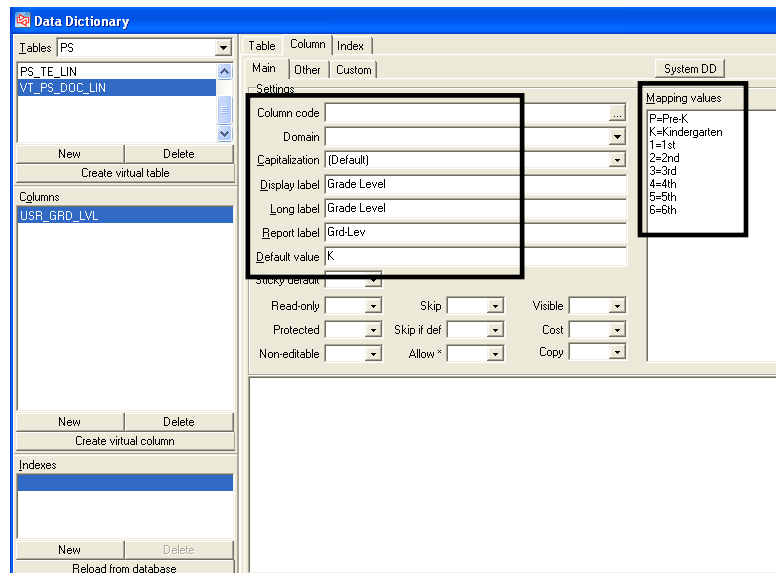 Data Dictionary
Tables PS
PS_TE_LIN
VT_PS_DOC_LIN
New Delete
Create virtual table
Columns
USR_GRD_LVL
New Delete
Create virtual column
Indexes
New Delete
Reload from database
Table Column Index
Main Other Custom
System DD
Settings
Column code ...
Domain
Capitalization (Default)
Display label Grade Level
Long label Grade Level
Report label Grd-Lev
Default value K
Sticky default
Read-only Skip Visible
Protected Skip if def Cost
Non-editable Allow * Copy
Mapping values
P=Pre-K
K=Kindergarten
1=1st
2=2nd
3=3rd
4=4th
5=5th
6=6th